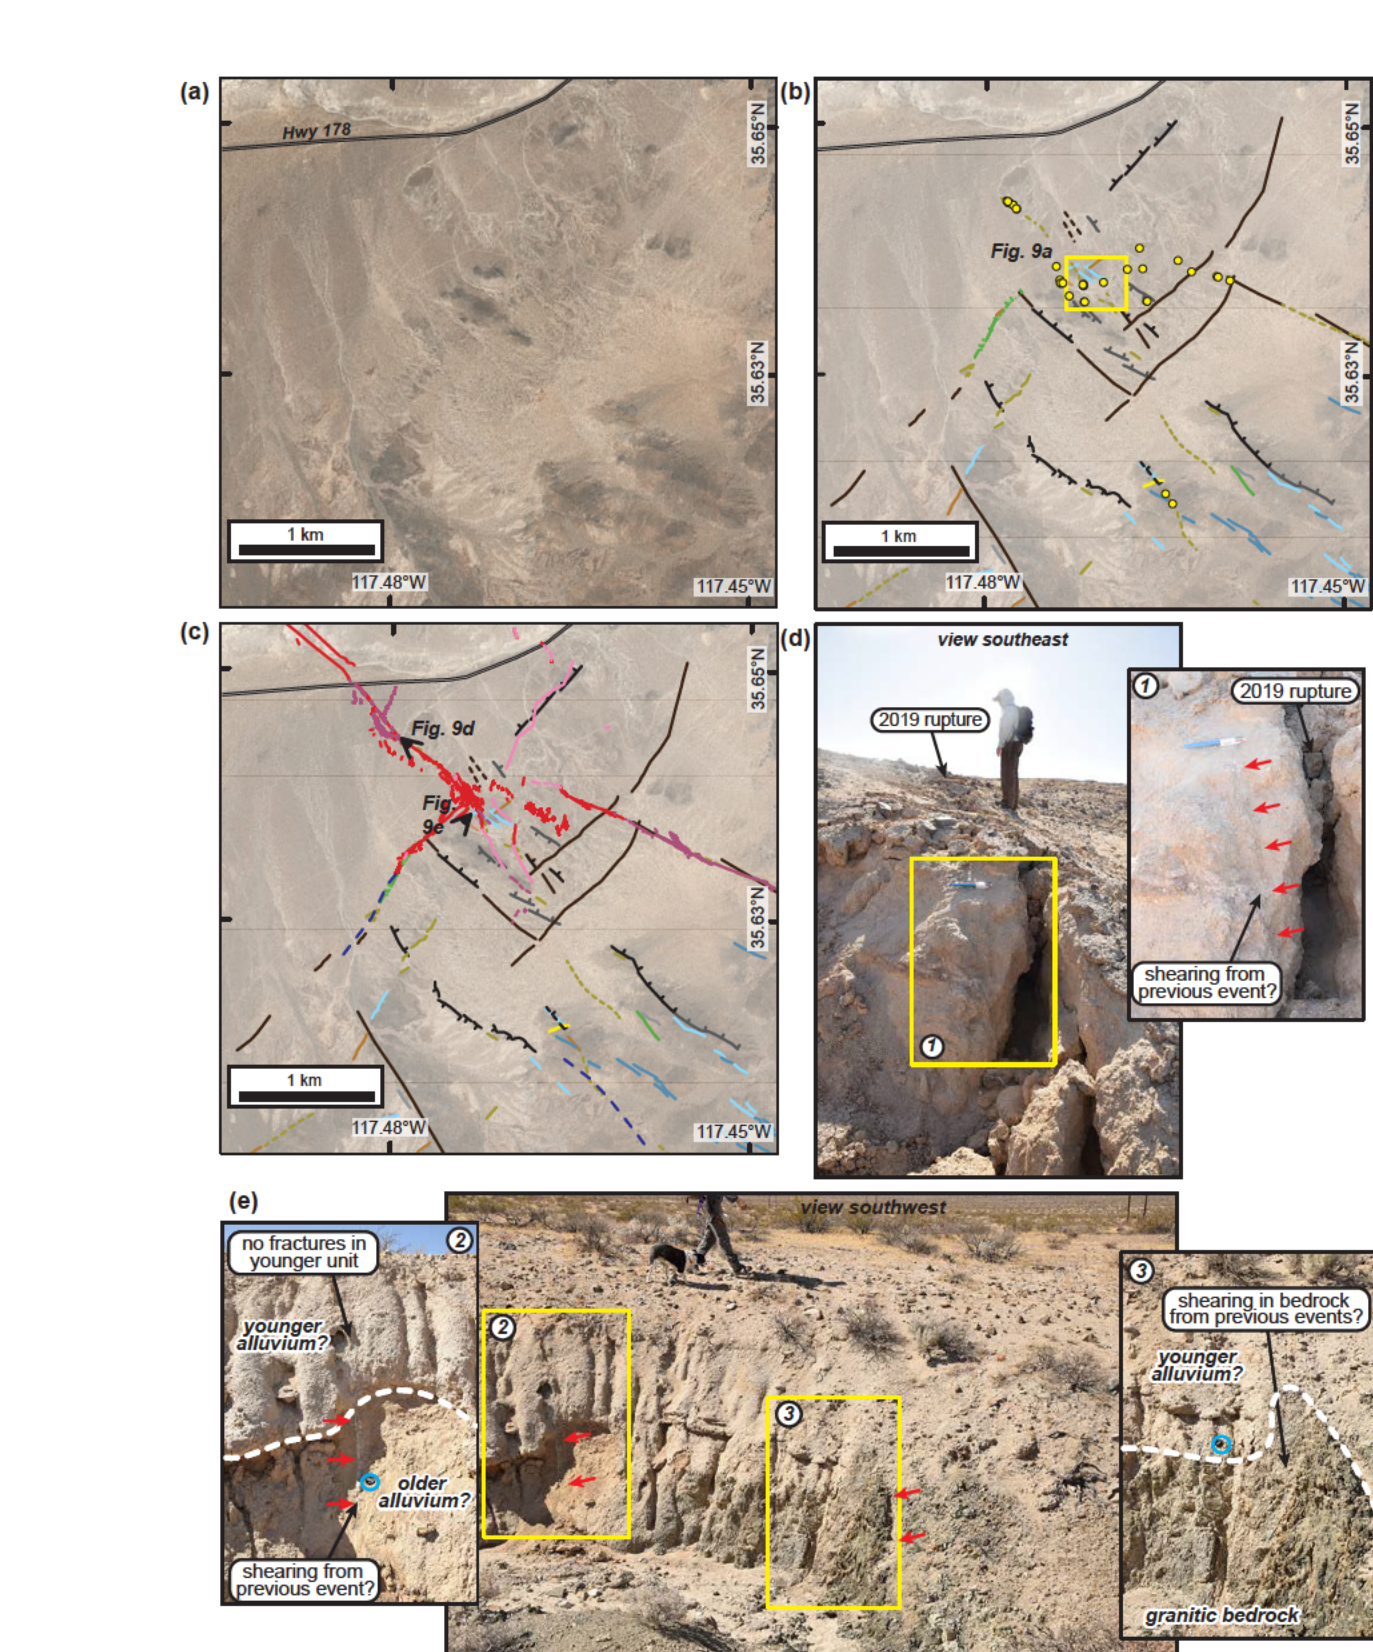 (a)
Hwy 178
35.65°N
35.63°N
1 km
117.48°W
117.45°W
(b)
35.65°N
Fig. 9a
35.63°N
1 km
117.48°W
117.45°W
(c)
35.65°N
Fig. 9d
Fig.
9e
35.63°N
1 km
117.48°W
117.45°W
(d)
view southeast
2019 rupture
1
1
2019 rupture
shearing from
previous event?
(e)
view southwest
2
no fractures in
younger unit
younger
alluvium?
older
alluvium?
shearing from
previous event?
2
3
3
shearing in bedrock
from previous events?
younger
alluvium?
granitic bedrock